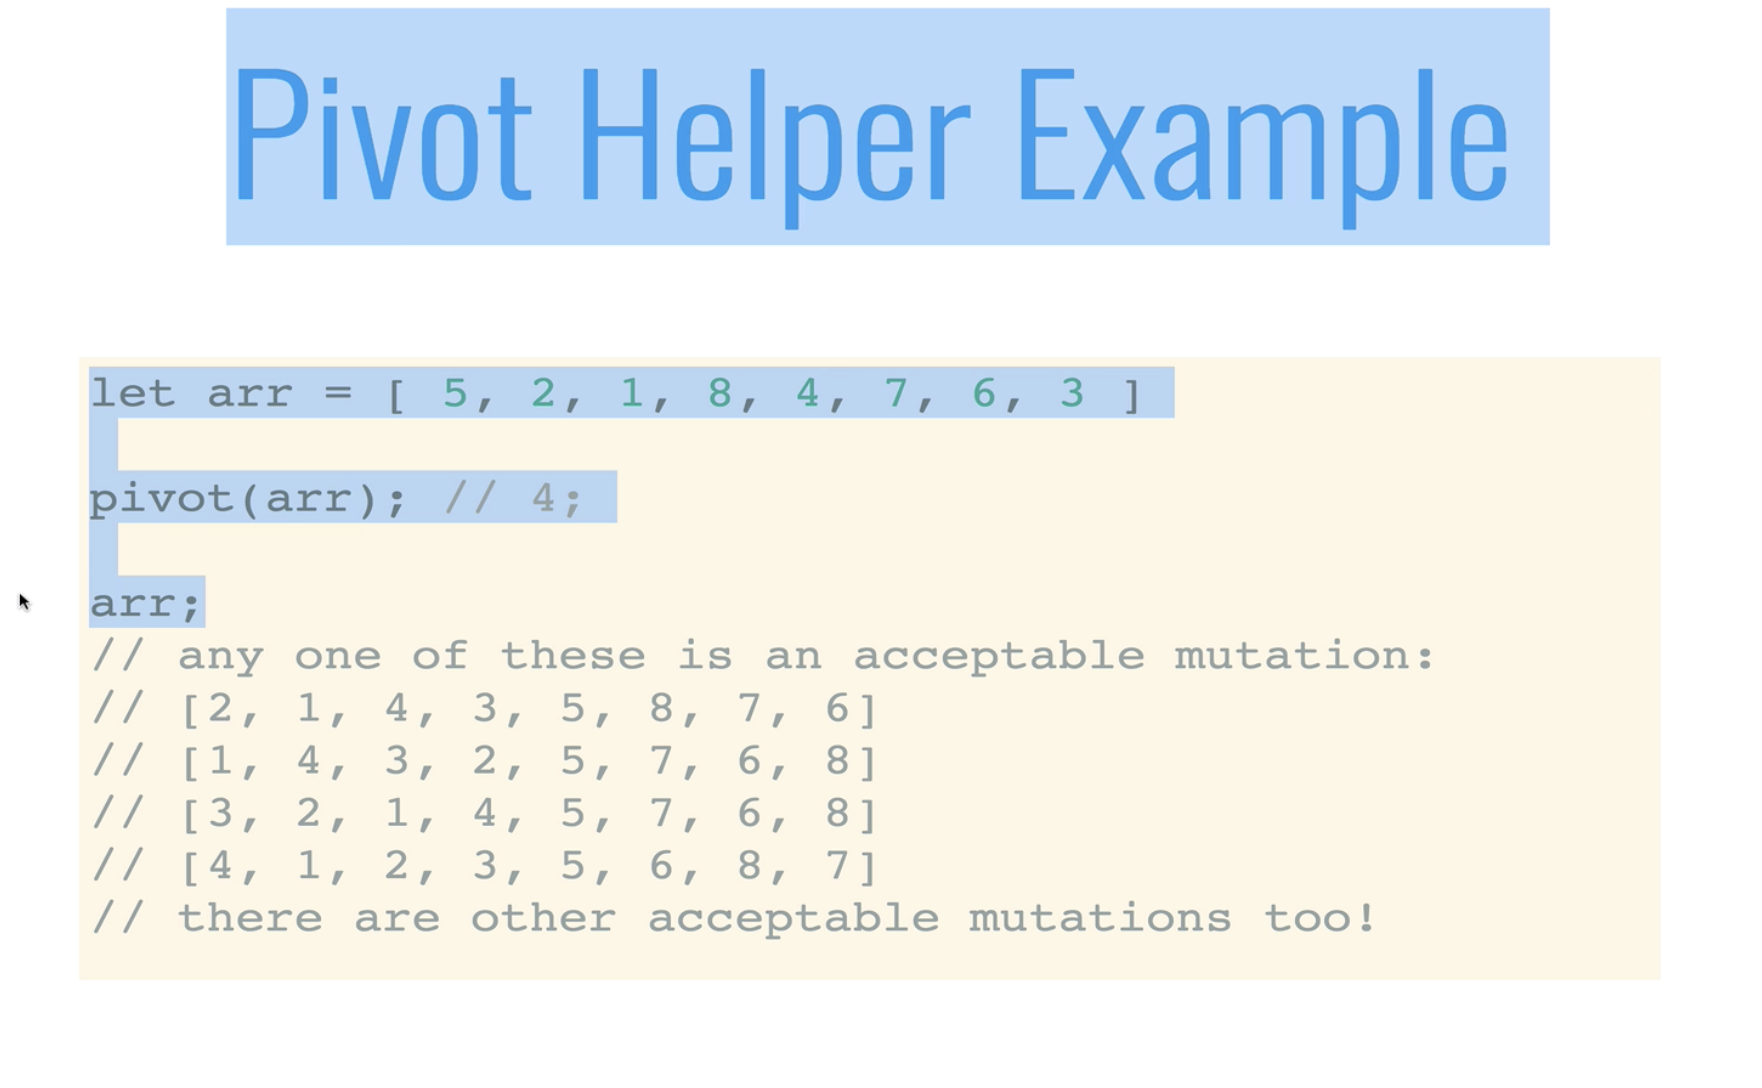 Pivot Helper Example
let arr = [ 5, 2, 1, 8, 4, 7, 6, 3 ]
pivot(arr); // 4;
arr;
// any one of these is an acceptable mutation:
// [2, 1, 4, 3, 5, 8, 7, 6]
// [1, 4, 3, 2, 5, 7, 6, 8]
// [3, 2, 1, 4, 5, 7, 6, 8]
// [4, 1, 2, 3, 5, 6, 8, 7]
// there are other acceptable mutations too!